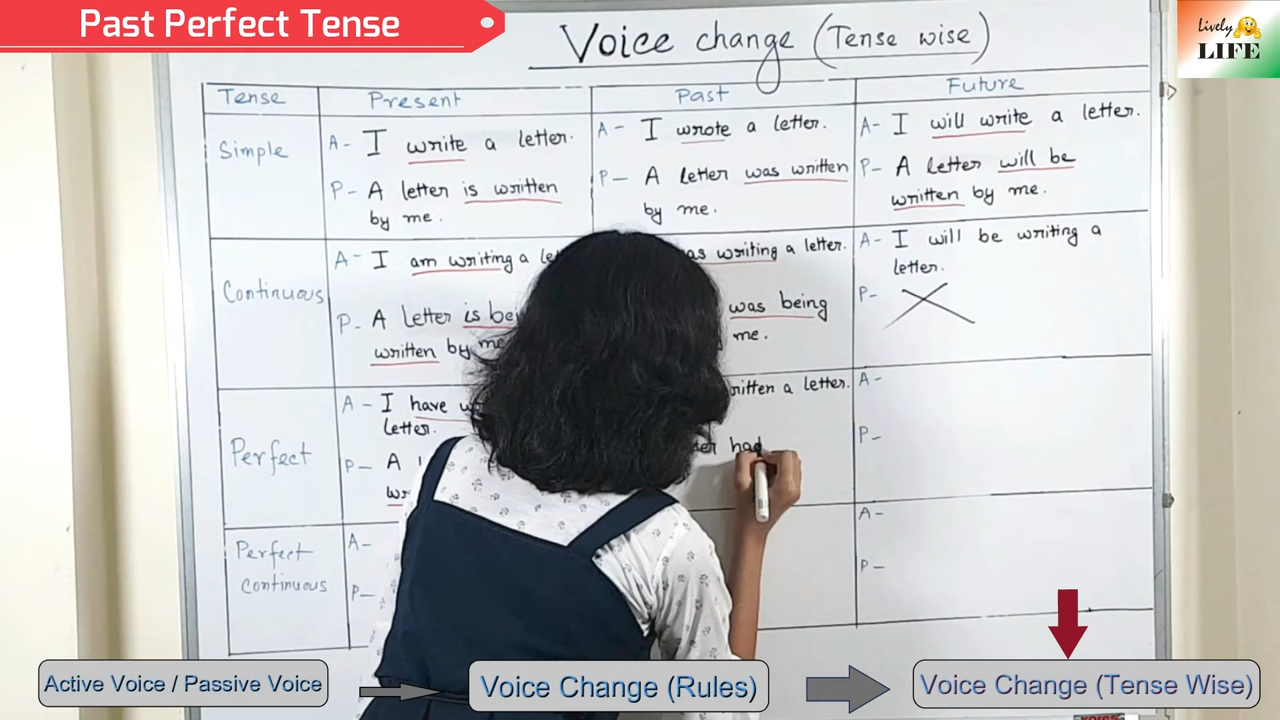 Past Perfect Tense
Lively
LIFE
Voice change (Tense wise)
Tense
Present
Past
Future
Simple
A- I write a letter.
P- A letter is written
by me.
A- I wrote a letter.
P- A letter was written
by me.
A- I will write a letter.
P- A letter will be
written by me.
Continuous
A- I am writing a
P- A letter is
written by me
writing a letter.
was being
me.
A- I will be writing a
letter.
P-
Perfect
A- I have
letter.
P- A
a letter.
had
A-
P-
Perfect
continuous
A-
P-
A-
P-
Active Voice / Passive Voice
Voice Change (Rules)
Voice Change (Tense Wise)